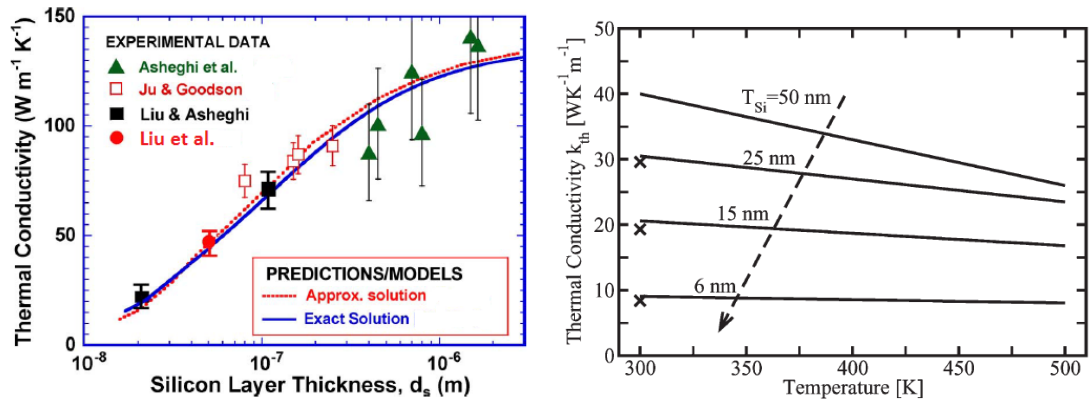 Thermal Conductivity (W m⁻¹ K⁻¹)
150
100
50
0
EXPERIMENTAL DATA
Asheghi et al.
Ju & Goodson
Liu & Asheghi
Liu et al.
PREDICTIONS/MODELS
Approx. solution
Exact Solution
10⁻⁸ 10⁻⁷ 10⁻⁶
Silicon Layer Thickness, dₛ (m)
Thermal Conductivity kₜₕ [WK⁻¹m⁻¹]
50
40
30
20
10
0
T_Si=50 nm
25 nm
15 nm
6 nm
300 350 400 450 500
Temperature [K]